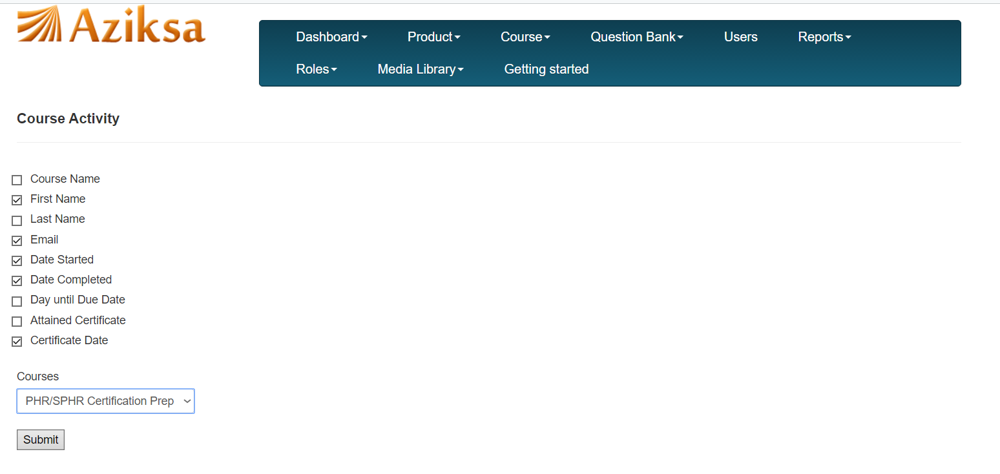 Aziksa
Dashboard Product Course Question Bank Users Reports
Roles Media Library Getting started
Course Activity
Course Name
First Name
Last Name
Email
Date Started
Date Completed
Day until Due Date
Attained Certificate
Certificate Date
Courses
PHR/SPHR Certification Prep
Submit